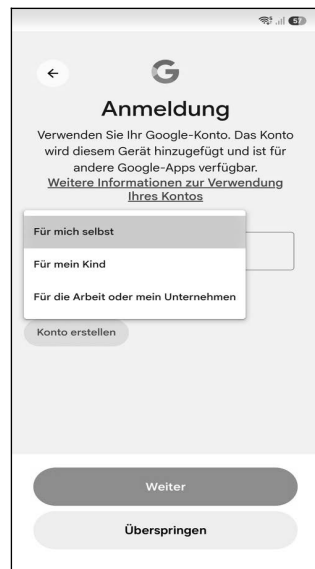 57
Anmeldung
Verwenden Sie Ihr Google-Konto. Das Konto
wird diesem Gerät hinzugefügt und ist für
andere Google-Apps verfügbar.
Weitere Informationen zur Verwendung
Ihres Kontos
Für mich selbst
Für mein Kind
Für die Arbeit oder mein Unternehmen
Konto erstellen
Weiter
Überspringen